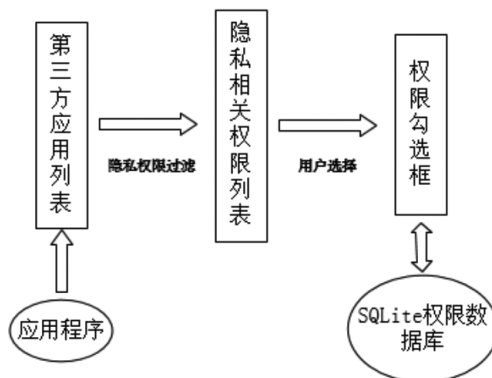 第三方应用列表
隐私权限过滤
隐私相关权限列表
用户选择
权限勾选框
应用程序
SQLite权限数
据库